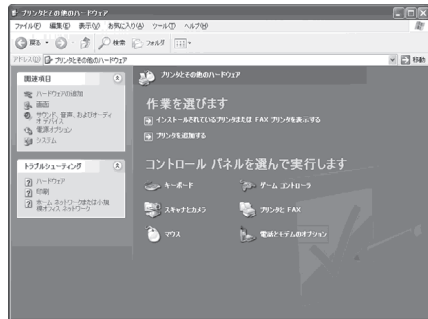 プリンタとその他のハードウェア
ファイル(F) 編集(E) 表示(V) お気に入り(A) ツール(T) ヘルプ(H)
戻る 検索 フォルダ
アドレス(D) プリンタとその他のハードウェア 移動
関連項目
ハードウェアの追加
画面
サウンド、音声、およびオーディオ デバイス
電源オプション
システム
トラブルシューティング
ハードウェア
印刷
ホーム ネットワークまたは小規模オフィス ネットワーク
プリンタとその他のハードウェア
作業を選びます
インストールされているプリンタまたは FAX プリンタを表示する
プリンタを追加する
コントロール パネルを選んで実行します
キーボード
ゲーム コントローラ
スキャナとカメラ
プリンタと FAX
マウス
電話とモデムのオプション